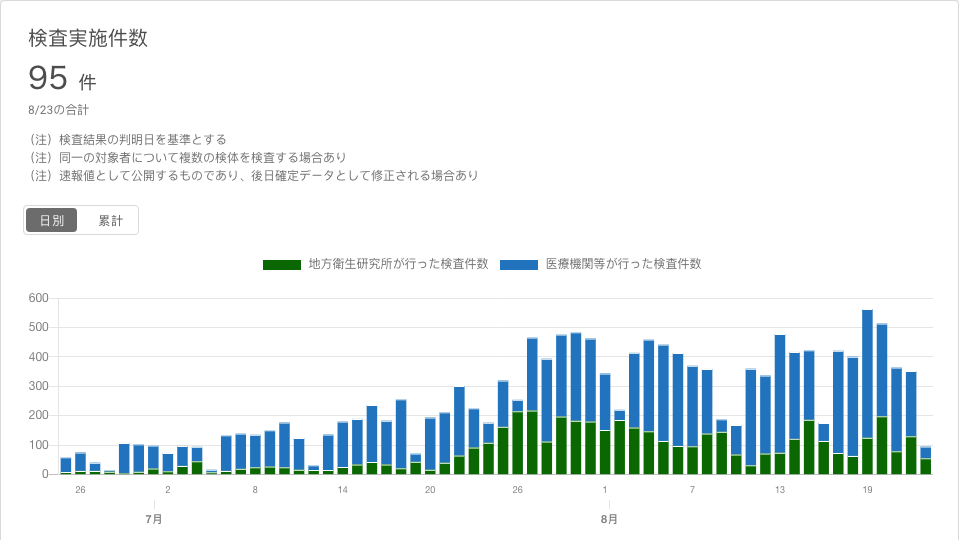 検査実施件数
95 件
8/23の合計
（注）検査結果の判明日を基準とする
（注）同一の対象者について複数の検体を検査する場合あり
（注）速報値として公開するものであり、後日確定データとして修正される場合あり
日別 累計
地方衛生研究所が行った検査件数 医療機関等が行った検査件数
600
500
400
300
200
100
0
26 2 8 14 20 26 1 7 13 19
7月 8月